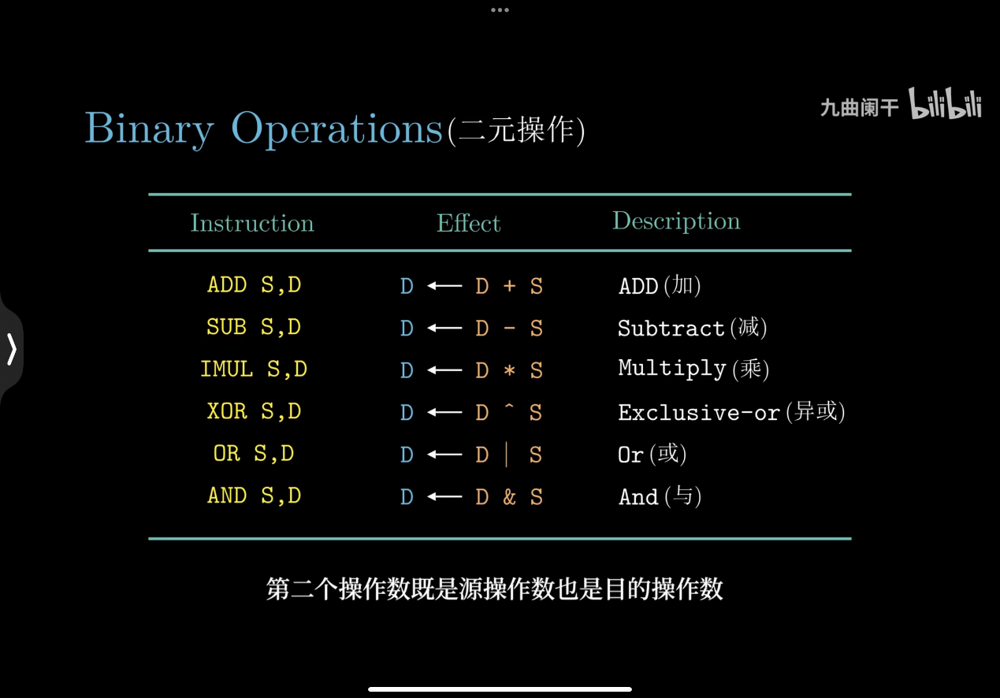 九曲阑干 bilibili
Binary Operations(二元操作)
Instruction Effect Description
ADD S,D D ← D + S ADD(加)
SUB S,D D ← D - S Subtract(减)
IMUL S,D D ← D * S Multiply(乘)
XOR S,D D ← D ^ S Exclusive-or(异或)
OR S,D D ← D | S Or(或)
AND S,D D ← D & S And(与)
第二个操作数既是源操作数也是目的操作数